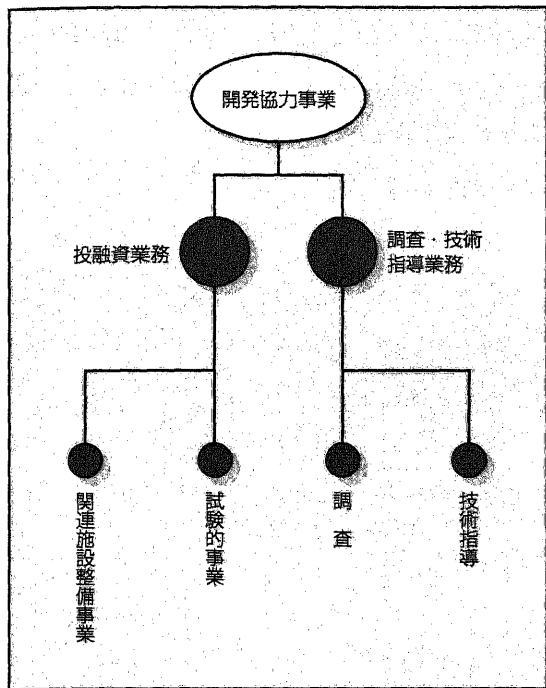 開発協力事業
投融資業務
調査・技術
指導業務
関連施設整備事業
試験的事業
調査
技術指導